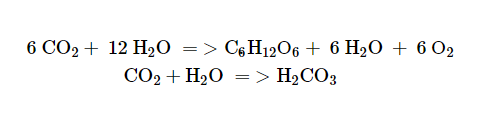 6 CO₂ + 12 H₂O => C₆H₁₂O₆ + 6 H₂O + 6 O₂
CO₂ + H₂O => H₂CO₃